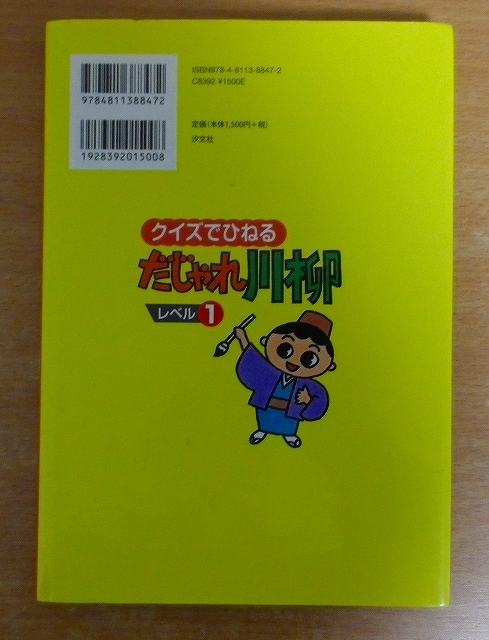 ISBN978-4-8113-8847-2
C8392 ¥1500E
9784811388472
定価(本体1,500円+税)
汐文社
1928392015008
クイズでひねる
だじゃれ川柳
レベル1